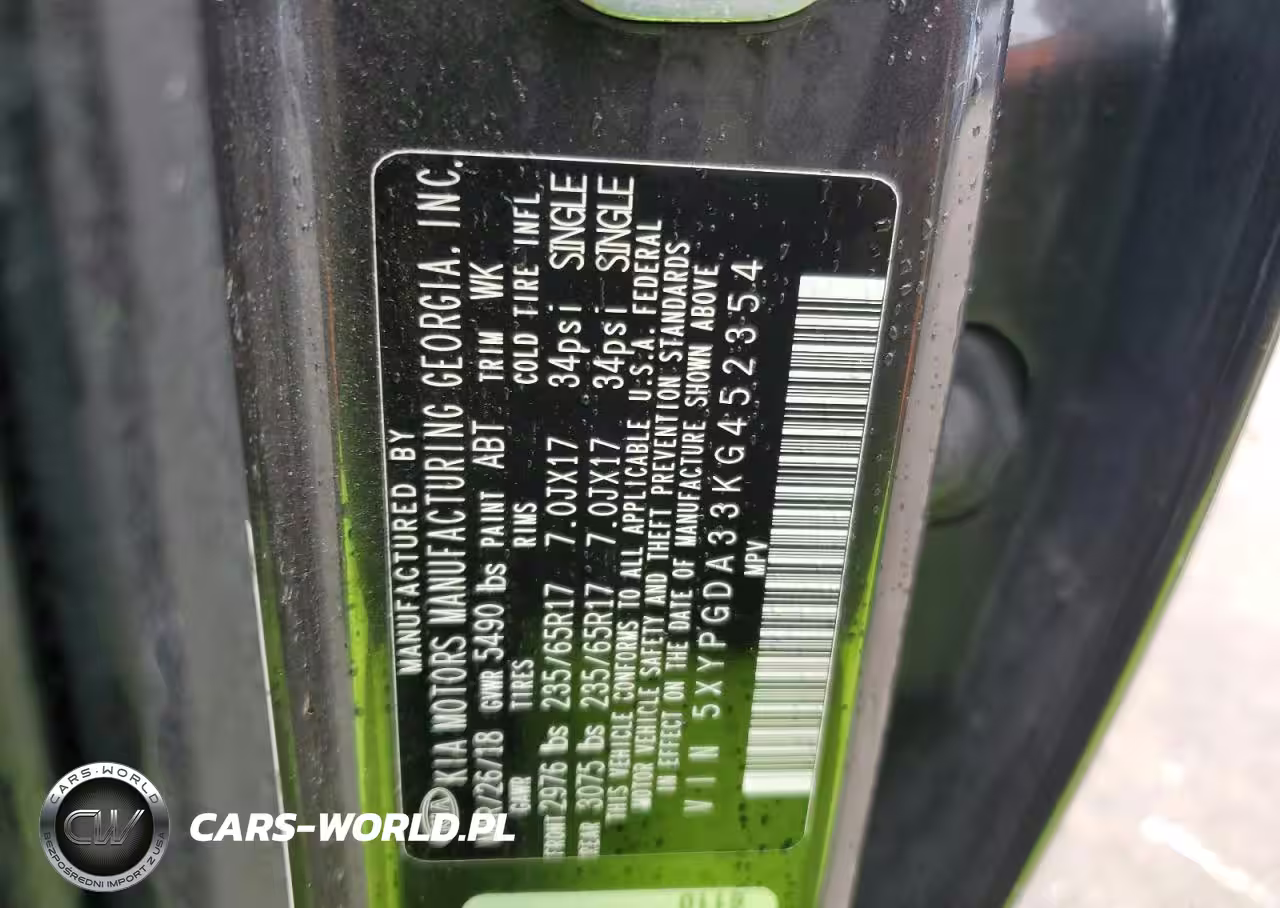 MANUFACTURED BY
KIA MOTORS MANUFACTURING GEORGIA, INC.
/26/18 GVWR 5490 lbs PAINT ABT TRIM WK
GAWR TIRES RIMS COLD TIRE INFL
FRONT 2976 lbs 235/65R17 7.0JX17 34psi SINGLE
REAR 3075 lbs 235/65R17 7.0JX17 34psi SINGLE
THIS VEHICLE CONFORMS TO ALL APPLICABLE U.S.A. FEDERAL
MOTOR VEHICLE SAFETY AND THEFT PREVENTION STANDARDS
IN EFFECT ON THE DATE OF MANUFACTURE SHOWN ABOVE
VIN 5XYPGDA33KG452354
MPV
CARS-WORLD
CW
BEZPOŚREDNI IMPORT Z USA
CARS-WORLD.PL